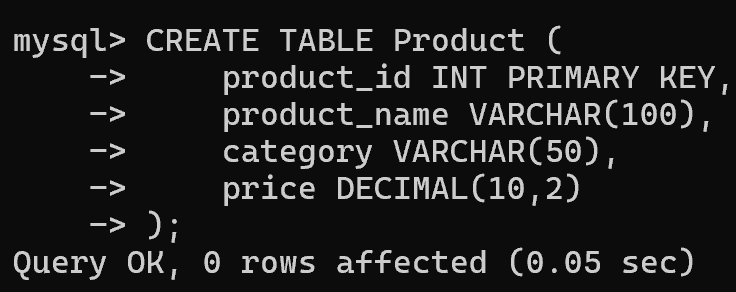 mysql> CREATE TABLE Product (
    ->     product_id INT PRIMARY KEY,
    ->     product_name VARCHAR(100),
    ->     category VARCHAR(50),
    ->     price DECIMAL(10,2)
    -> );
Query OK, 0 rows affected (0.05 sec)